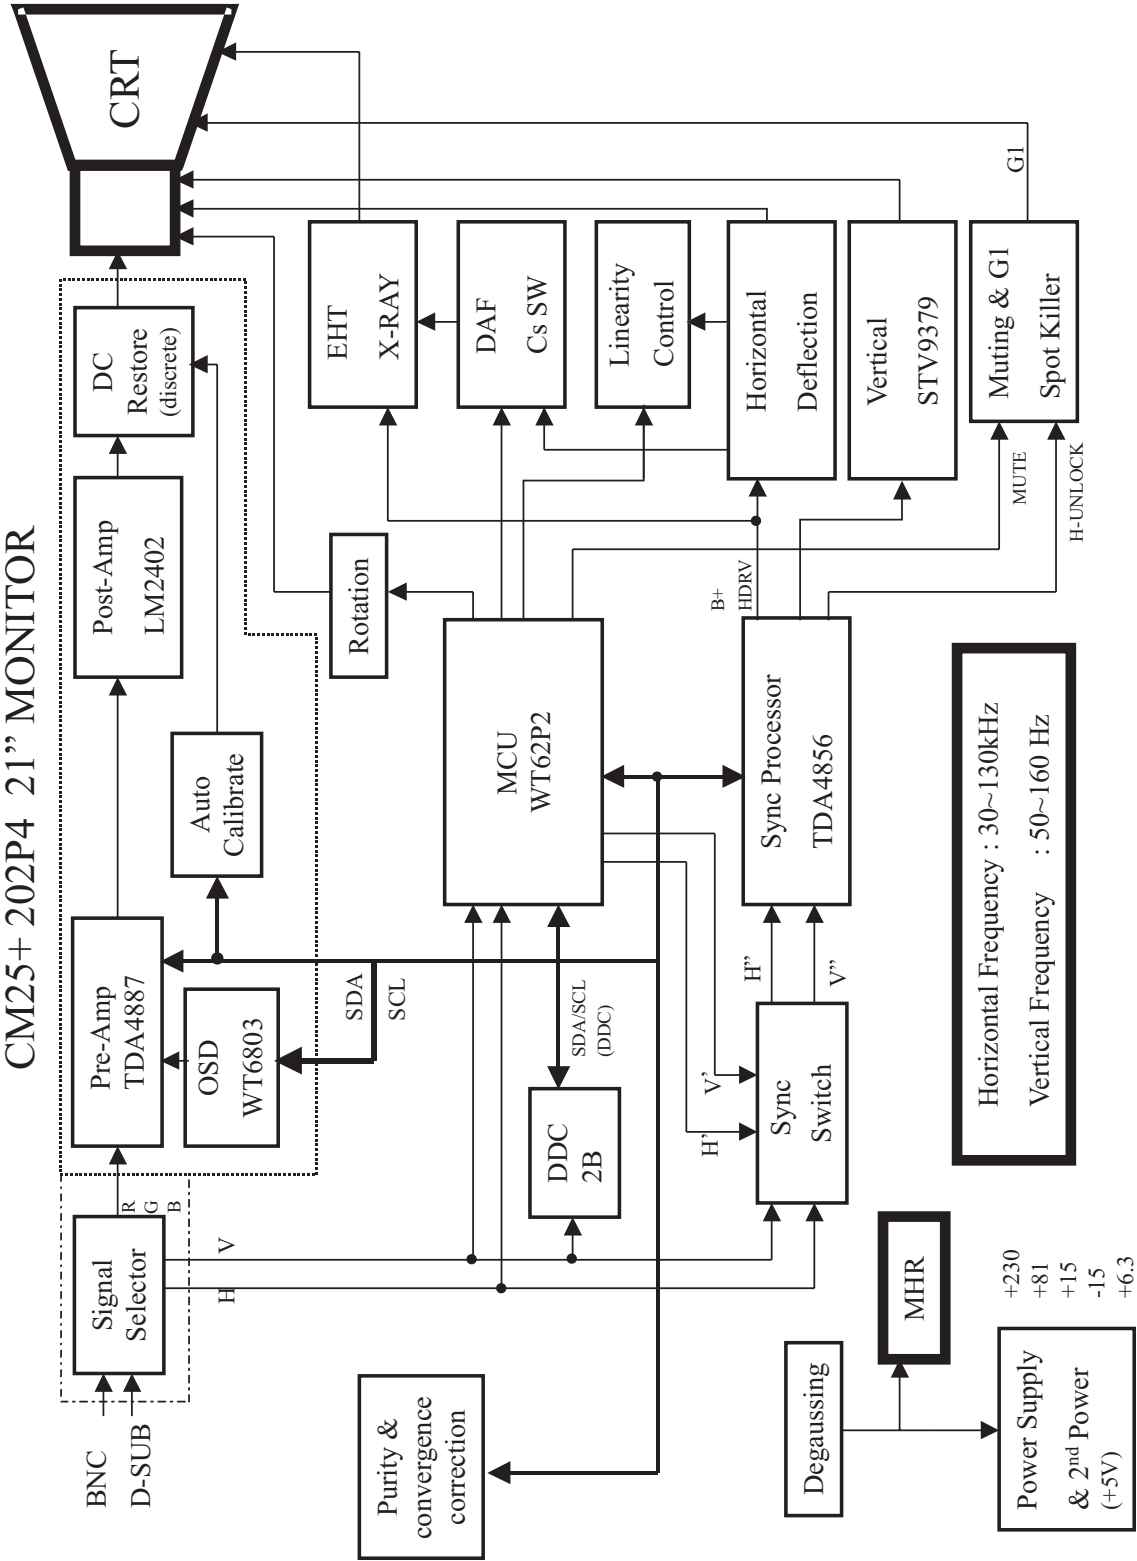 CM25+ 202P4 21” MONITOR
BNC
D-SUB
Signal
Selector
R
G
B
Pre-Amp
TDA4887
OSD
WT6803
Auto
Calibrate
Post-Amp
LM2402
DC
Restore
(discrete)
CRT
V
H
SDA
SCL
Rotation
EHT
X-RAY
Purity &
convergence
correction
DDC
2B
SDA/SCL
(DDC)
MCU
WT62P2
DAF
Cs SW
Linearity
Control
H’
V’
Sync
Switch
H”
V”
Sync Processor
TDA4856
B+
HDRV
Horizontal
Deflection
Vertical
STV9379
MUTE
H-UNLOCK
Muting & G1
Spot Killer
G1
Degaussing
MHR
Power Supply
& 2nd Power
(+5V)
+230
+81
+15
-15
+6.3
Horizontal Frequency : 30~130kHz
Vertical Frequency : 50~160 Hz